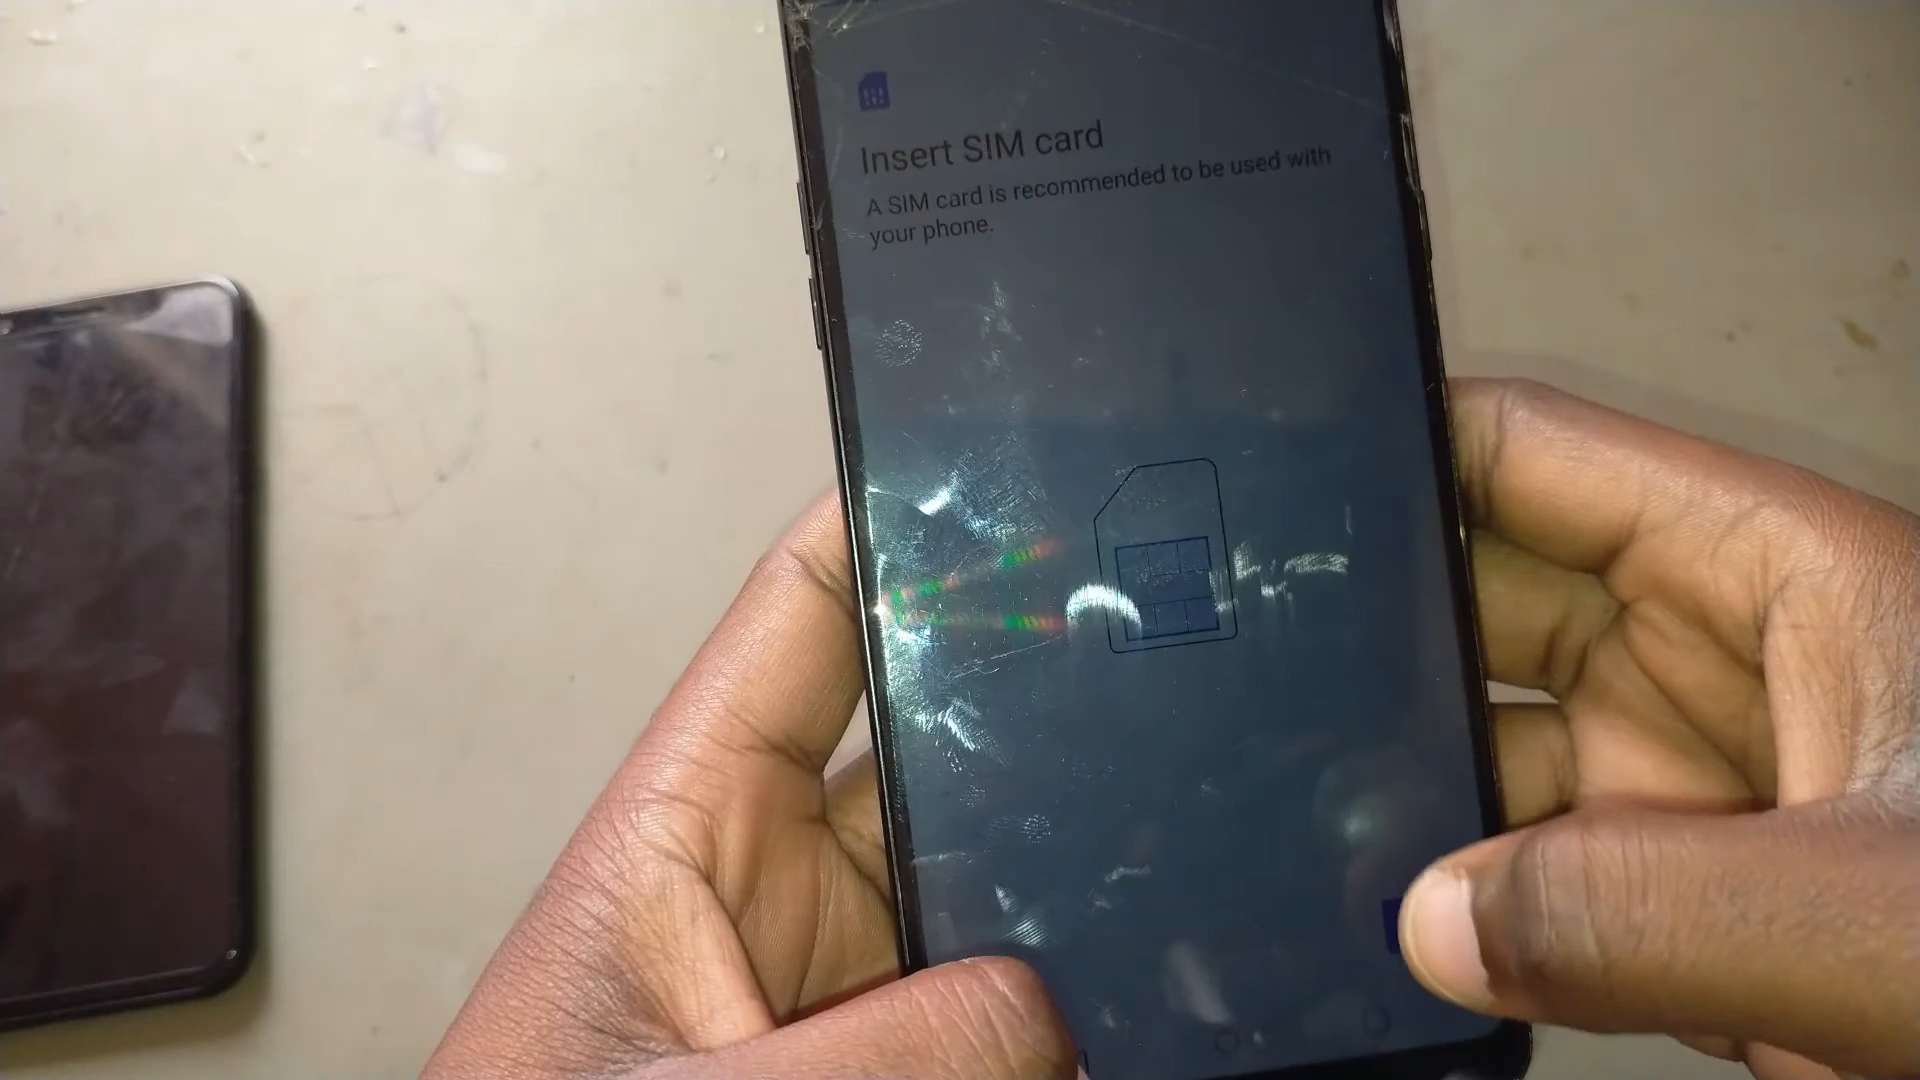 Insert SIM card
A SIM card is recommended to be used with
your phone.